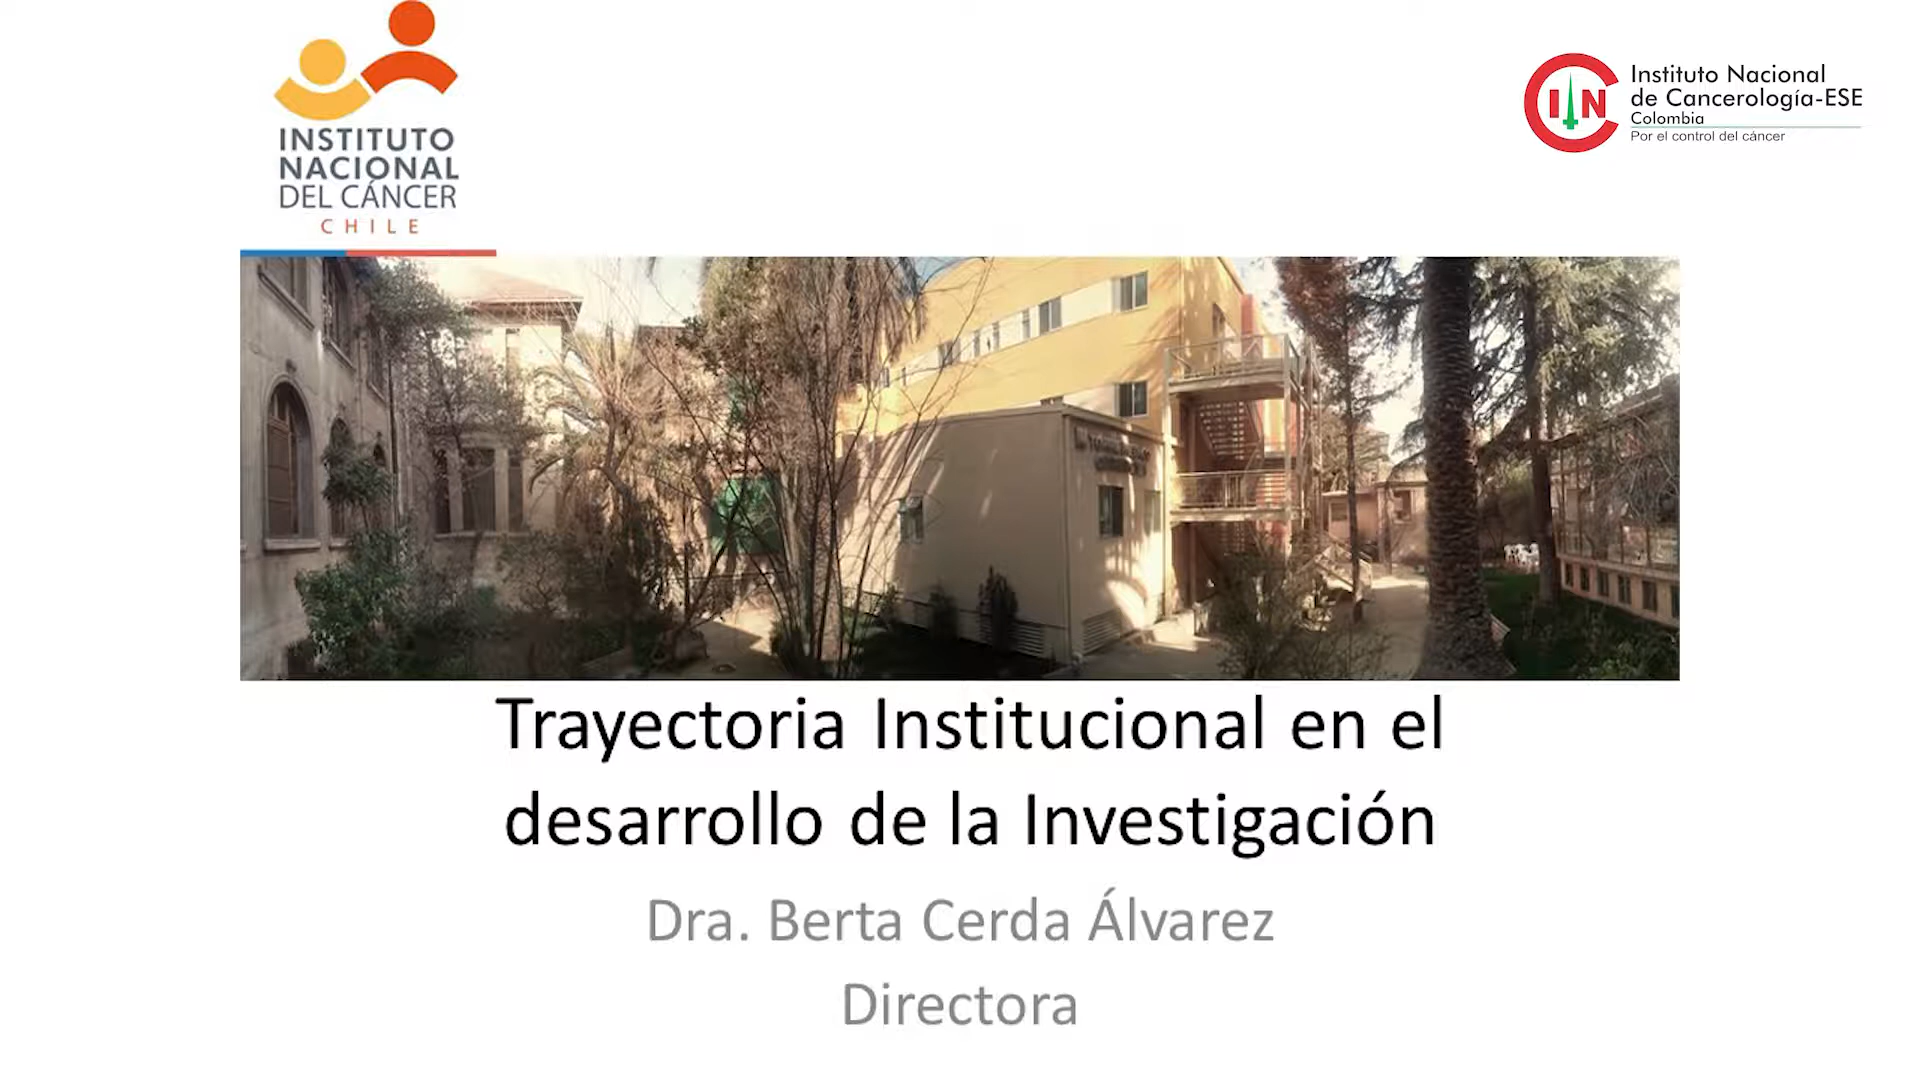 INSTITUTO
NACIONAL
DEL CÁNCER
CHILE
Instituto Nacional
de Cancerología-ESE
Colombia
Por el control del cáncer
Trayectoria Institucional en el
desarrollo de la Investigación
Dra. Berta Cerda Álvarez
Directora